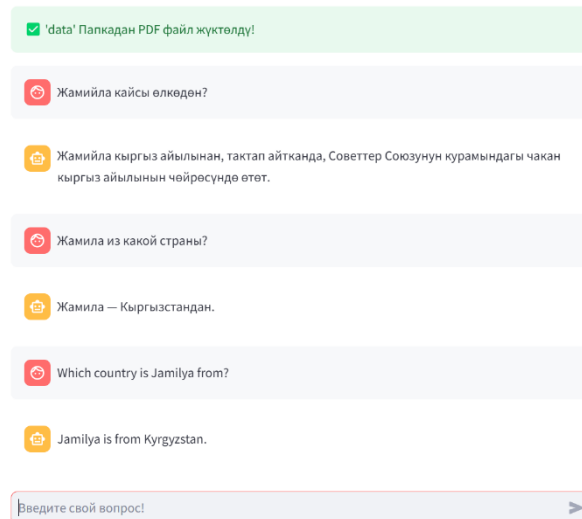 'data' Папкадан PDF файл жүктөлдү!
Жамийла кайсы өлкөдөн?
Жамийла кыргыз айылынан, тактап айтканда, Советтер Союзунун курамындагы чакан
кыргыз айылынын чөйрөсүндө өтөт.
Жамила из какой страны?
Жамила — Кыргызстандан.
Which country is Jamilya from?
Jamilya is from Kyrgyzstan.
Введите свой вопрос!